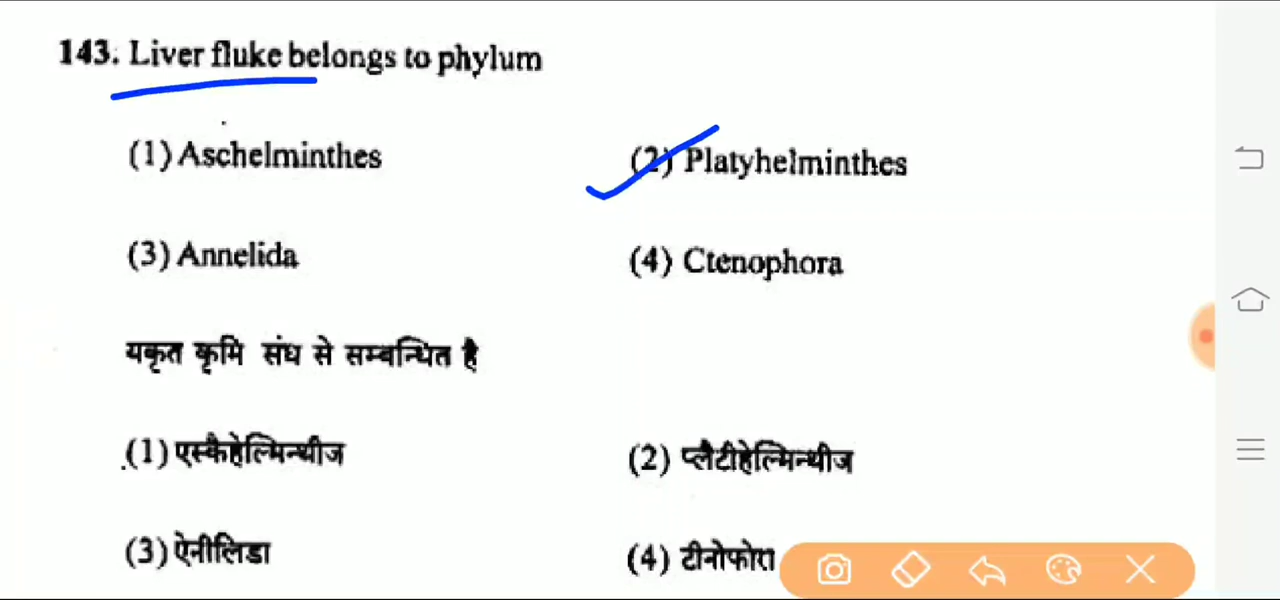 143. Liver fluke belongs to phylum
(1) Aschelminthes (2) Platyhelminthes
(3) Annelida (4) Ctenophora
यकृत कृमि संघ से सम्बन्धित है
(1) एस्कैहेल्मिन्थीज (2) प्लैटीहेल्मिन्थीज
(3) ऐनीलिडा (4) टीनोफोरा